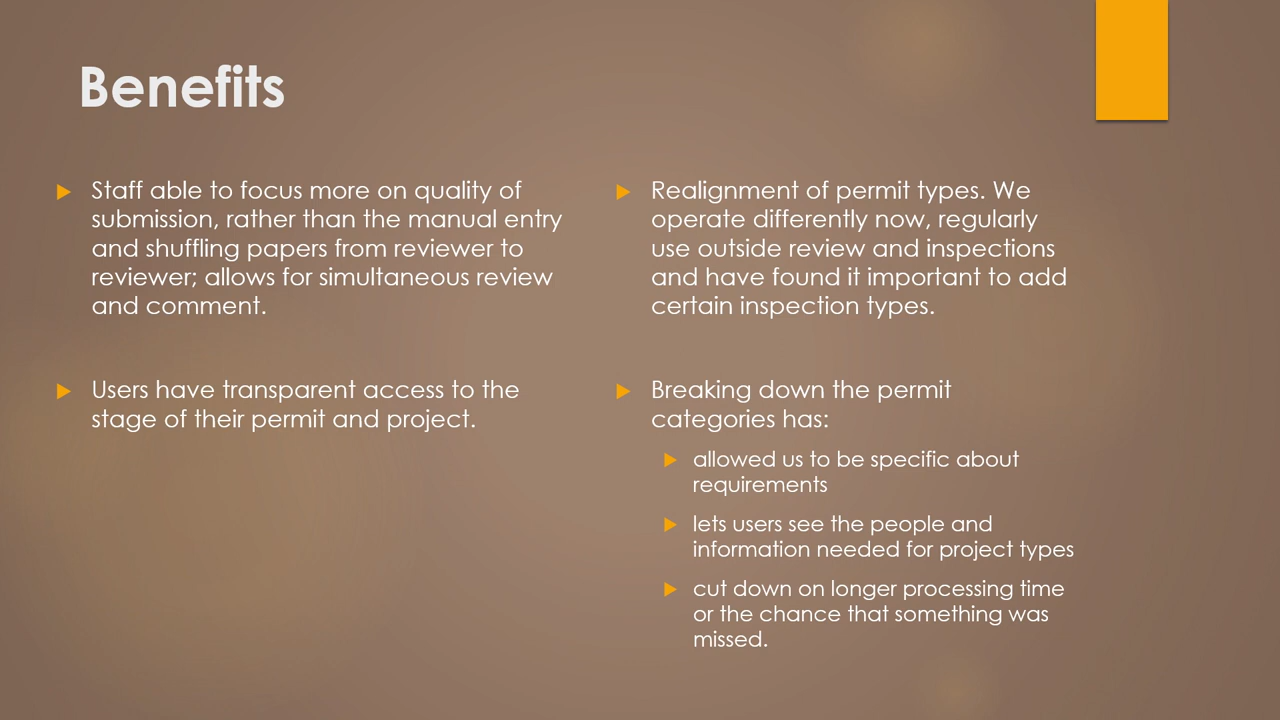 Benefits
Staff able to focus more on quality of
submission, rather than the manual entry
and shuffling papers from reviewer to
reviewer; allows for simultaneous review
and comment.
Users have transparent access to the
stage of their permit and project.
Realignment of permit types. We
operate differently now, regularly
use outside review and inspections
and have found it important to add
certain inspection types.
Breaking down the permit
categories has:
allowed us to be specific about
requirements
lets users see the people and
information needed for project types
cut down on longer processing time
or the chance that something was
missed.